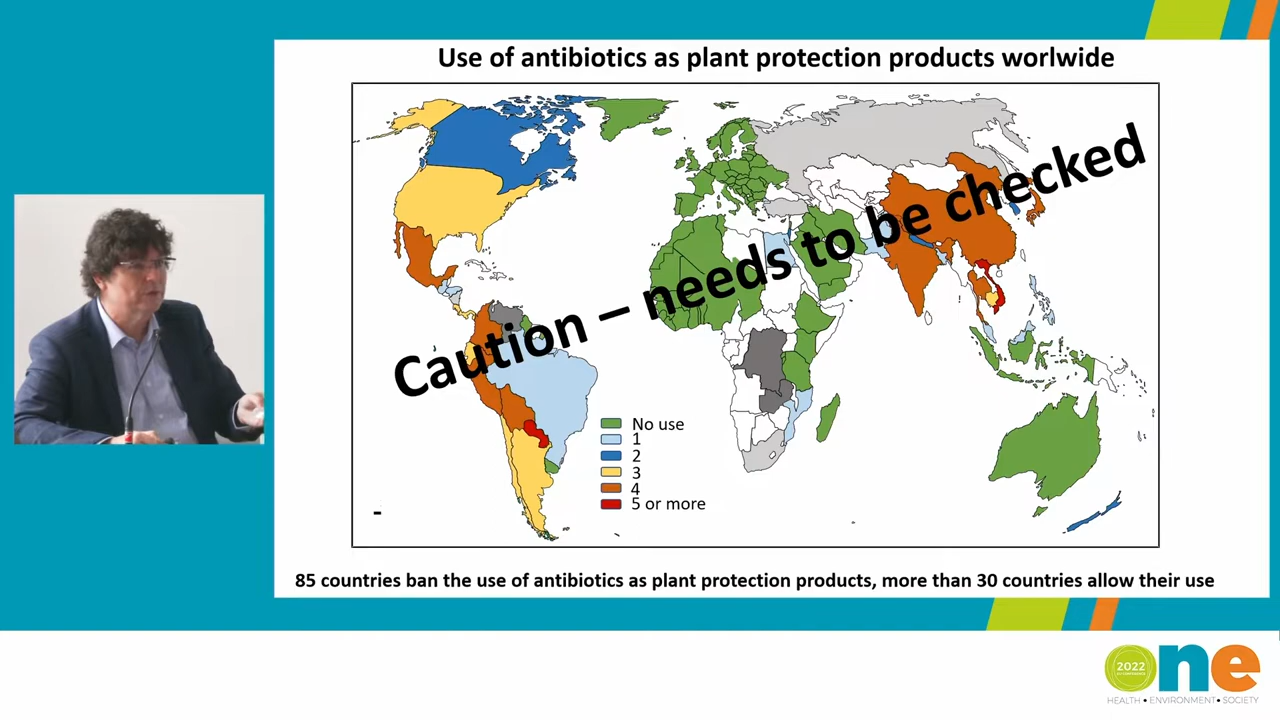 Use of antibiotics as plant protection products worlwide
Caution – needs to be checked
No use
1
2
3
4
5 or more
-
85 countries ban the use of antibiotics as plant protection products, more than 30 countries allow their use
2022
one
HEALTH • ENVIRONMENT • SOCIETY